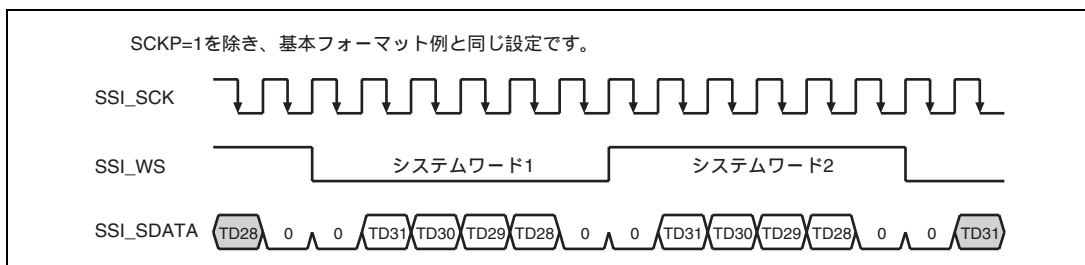 SCKP=1を除き、基本フォーマット例と同じ設定です。
SSI_SCK
SSI_WS システムワード1 システムワード2
SSI_SDATA TD28 0 0 TD31 TD30 TD29 TD28 0 0 TD31 TD30 TD29 TD28 0 0 TD31